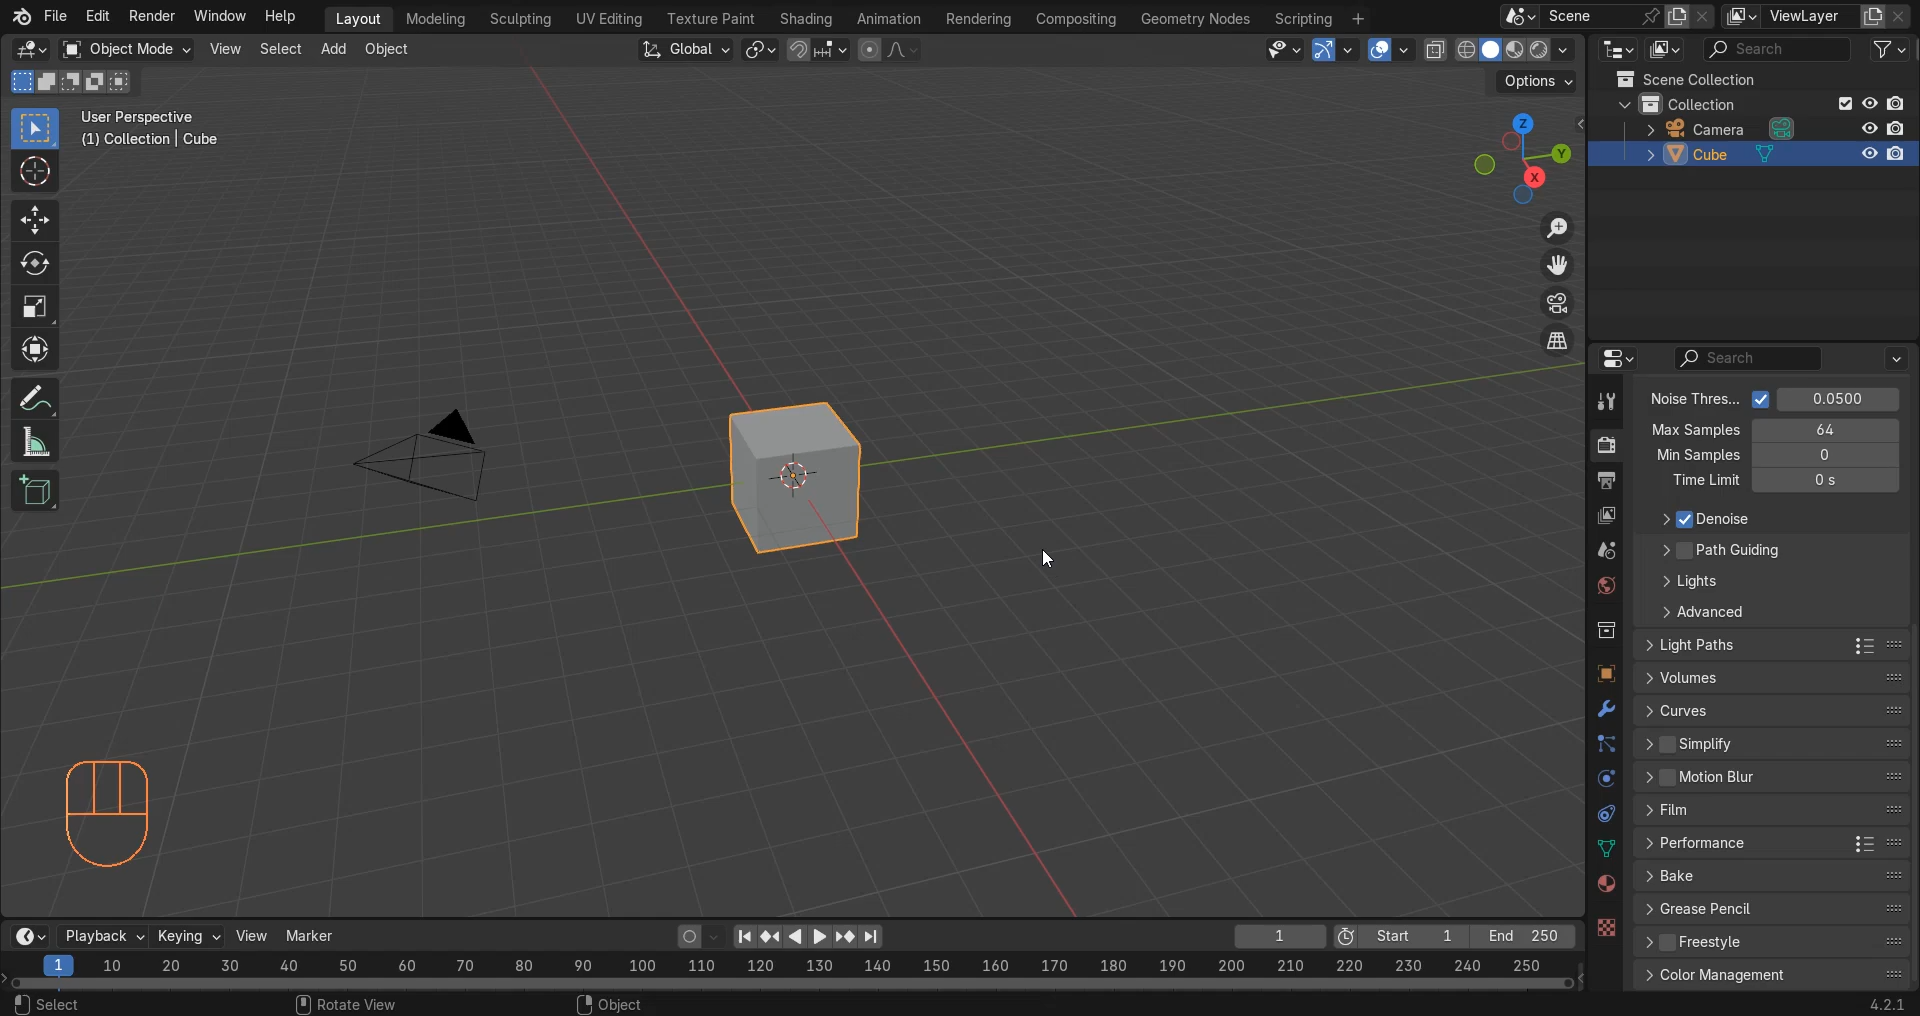 File Edit Render Window Help Layout Modeling Sculpting UV Editing Texture Paint Shading Animation Rendering Compositing Geometry Nodes Scripting + Scene ViewLayer
Object Mode View Select Add Object Global Search
Options
User Perspective
(1) Collection | Cube
Z
Y
X
Scene Collection
Collection
Camera
Cube
Search
Noise Thres... 0.0500
Max Samples 64
Min Samples 0
Time Limit 0 s
Denoise
Path Guiding
Lights
Advanced
Light Paths
Volumes
Curves
Simplify
Motion Blur
Film
Performance
Bake
Grease Pencil
Freestyle
Color Management
Playback Keying View Marker 1 Start 1 End 250
1 10 20 30 40 50 60 70 80 90 100 110 120 130 140 150 160 170 180 190 200 210 220 230 240 250
Select Rotate View Object 4.2.1